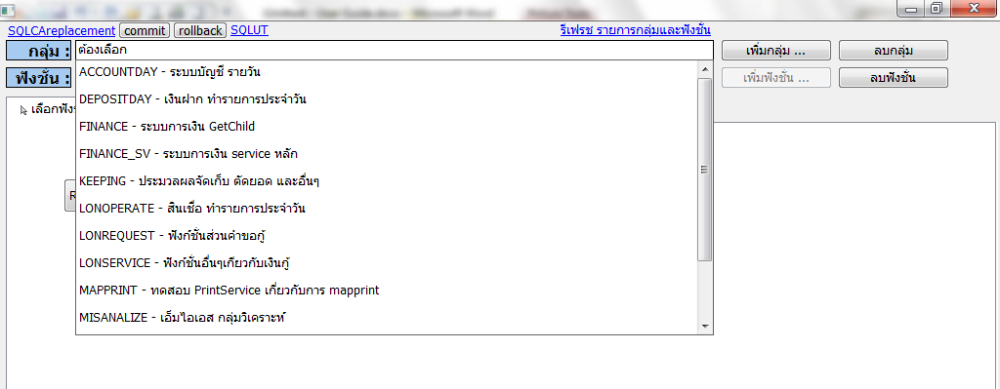 SQLCAreplacement commit rollback SQLUT รีเฟรช รายการกลุ่มและฟังชั่น
กลุ่ม : ต้องเลือก เพิ่มกลุ่ม ... ลบกลุ่ม
ฟังชั่น : เพิ่มฟังชั่น ... ลบฟังชั่น
ACCOUNTDAY - ระบบบัญชี รายวัน
DEPOSITDAY - เงินฝาก ทำรายการประจำวัน
เลือกฟัง
FINANCE - ระบบการเงิน GetChild
FINANCE_SV - ระบบการเงิน service หลัก
KEEPING - ประมวลผลจัดเก็บ ตัดยอด และอื่นๆ
R
LONOPERATE - สินเชื่อ ทำรายการประจำวัน
LONREQUEST - ฟังก์ชั่นส่วนคำขอกู้
LONSERVICE - ฟังก์ชั่นอื่นๆเกี่ยวกับเงินกู้
MAPPRINT - ทดสอบ PrintService เกี่ยวกับการ mapprint
MISANALIZE - เอ็มไอเอส กลุ่มวิเคราะห์